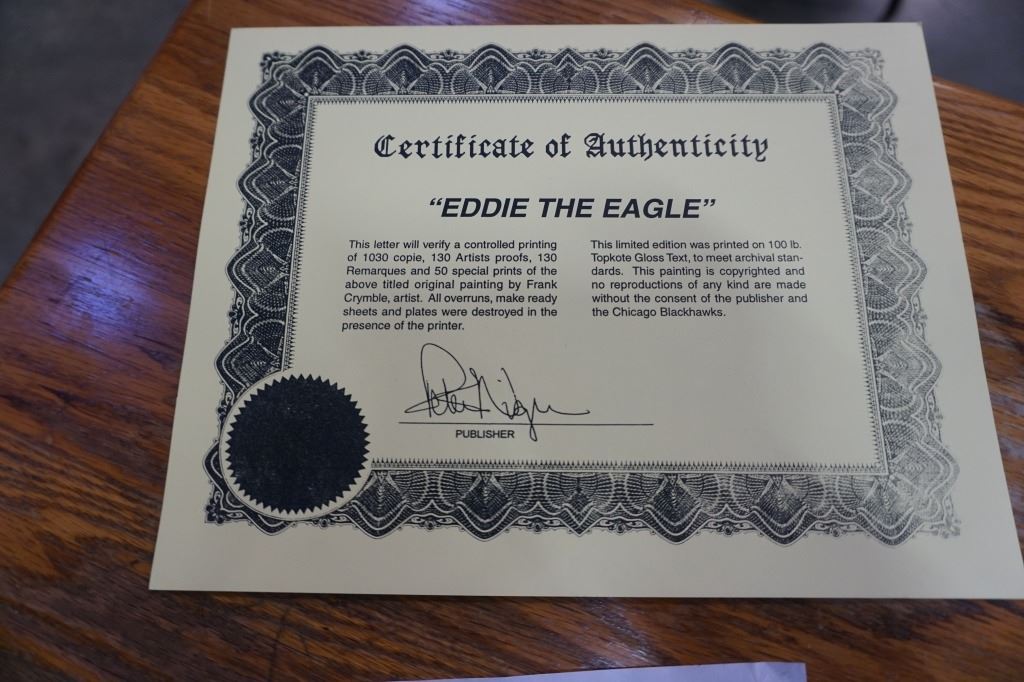 Certificate of Authenticity
“EDDIE THE EAGLE”
This letter will verify a controlled printing
of 1030 copie, 130 Artists proofs, 130
Remarques and 50 special prints of the
above titled original painting by Frank
Crymble, artist. All overruns, make ready
sheets and plates were destroyed in the
presence of the printer.
This limited edition was printed on 100 lb.
Topkote Gloss Text, to meet archival stan-
dards. This painting is copyrighted and
no reproductions of any kind are made
without the consent of the publisher and
the Chicago Blackhawks.
PUBLISHER